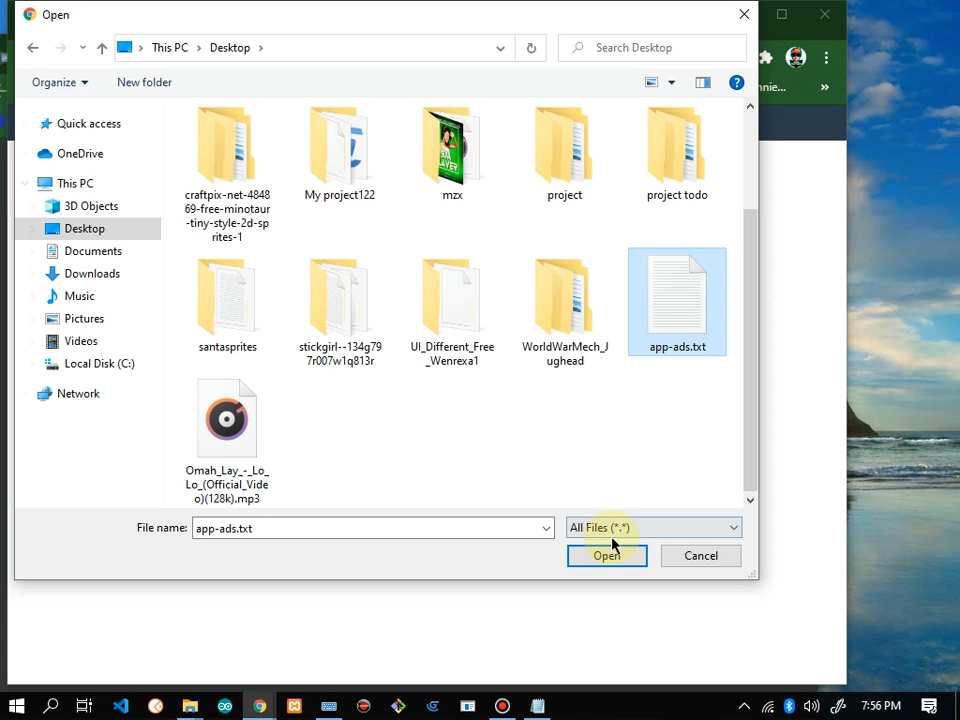 Open
This PC
Desktop
Search Desktop
Organize
New folder
?
nnie...
»
Quick access
OneDrive
This PC
3D Objects
Desktop
Documents
Downloads
Music
Pictures
Videos
Local Disk (C:)
Network
craftpix-net-4848
69-free-minotaur
-tiny-style-2d-sp
rites-1
My project122
mzx
project
project todo
santasprites
stickgirl--134g79
7r007w1q813r
UI_Different_Free
_Wenrexa1
WorldWarMech_J
ughead
app-ads.txt
Omah_Lay_-_Lo_
Lo_(Official_Vide
o)(128k).mp3
File name:
app-ads.txt
All Files (*.*)
Open
Cancel
7:56 PM